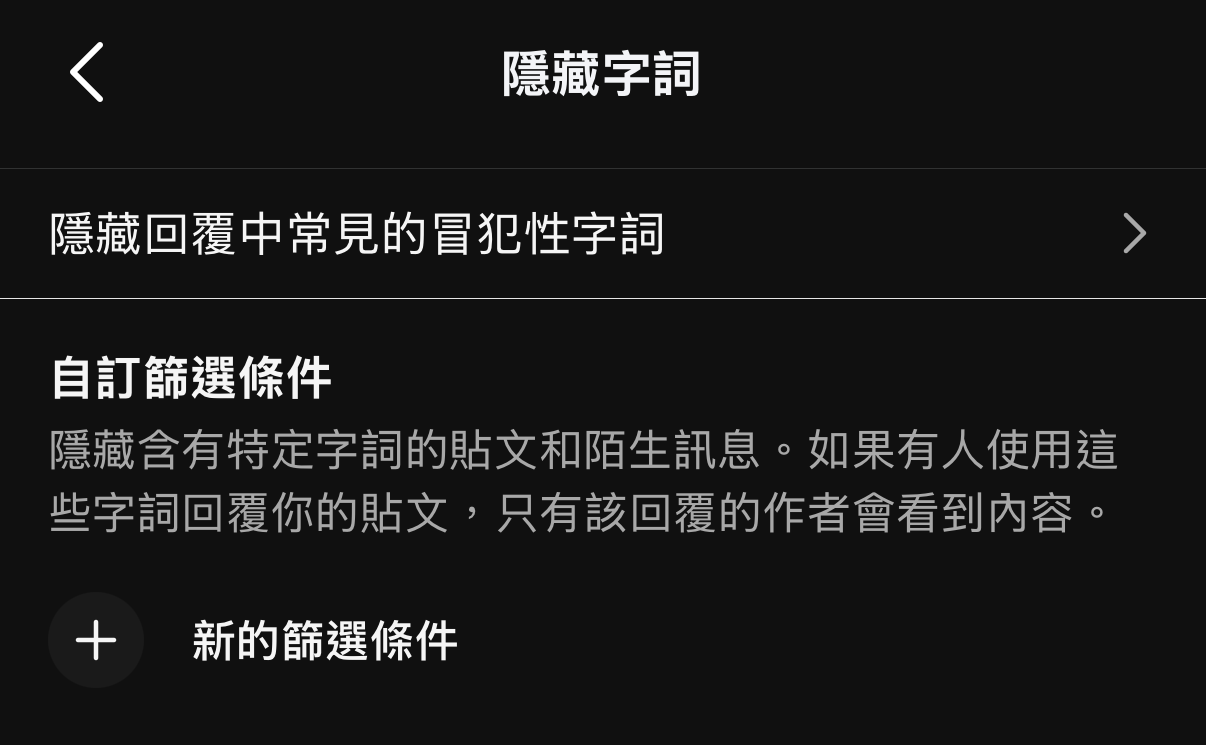 隱藏字詞
隱藏回覆中常見的冒犯性字詞
自訂篩選條件
隱藏含有特定字詞的貼文和陌生訊息。如果有人使用這
些字詞回覆你的貼文，只有該回覆的作者會看到內容。
新的篩選條件